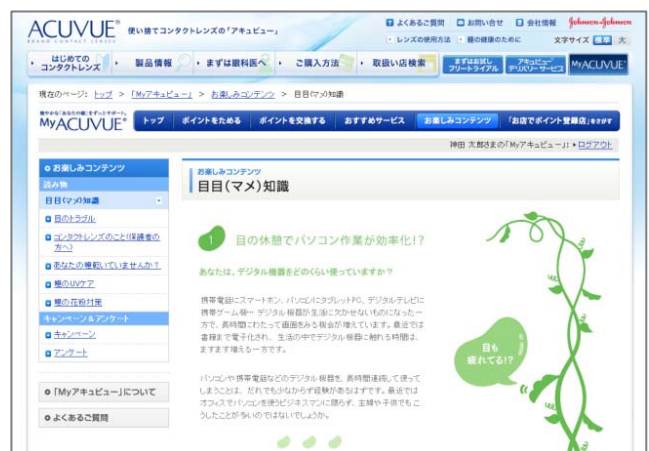 ACUVUE®
BRAND CONTACT LENSES
使い捨てコンタクトレンズの「アキュビュー」
よくあるご質問 お問い合せ 会社情報 Johnson & Johnson
レンズの使用方法 瞳の健康のために 文字サイズ 標準 大
はじめてのコンタクトレンズ 製品情報 まずは眼科医へ ご購入方法 取扱い店検索 まずはお試しフリートライアル アキュビュー デリバリーサービス MyACUVUE®
現在のページ: トップ > 「Myアキュビュー」 > お楽しみコンテンツ > 目目(マメ)知識
MyACUVUE® トップ ポイントをためる ポイントを交換する おすすめサービス お楽しみコンテンツ 「お店でポイント登録店」をさがす
神田 太郎さまの「Myアキュビュー」: ログアウト
お楽しみコンテンツ
読み物
目目(マメ)知識
目のトラブル
コンタクトレンズのこと(保護者の方へ)
あなたの瞳乾いていませんか?
瞳のUVケア
瞳の花粉対策
キャンペーン&アンケート
キャンペーン
アンケート
「Myアキュビュー」について
よくあるご質問
お楽しみコンテンツ
目目(マメ)知識
1 目の休憩でパソコン作業が効率化!?
あなたは、デジタル機器をどのくらい使っていますか?
携帯電話にスマートホン、パソコンにタブレットPC、デジタルテレビに
携帯ゲーム機… デジタル機器が生活に欠かせないものになった一
方で、長時間にわたって画面をみる機会が増えています。最近では
書籍まで電子化され、生活の中でデジタル機器に触れる時間は、
ますます増える一方です。
パソコンや携帯電話などのデジタル機器を、長時間連続して使って
しまうことは、だれでも少なからず経験があるはずです。最近では
オフィスでパソコンを使うビジネスマンに限らず、主婦や子供でもこ
うしたことが多いのではないでしょうか。
目も
疲れてる!?